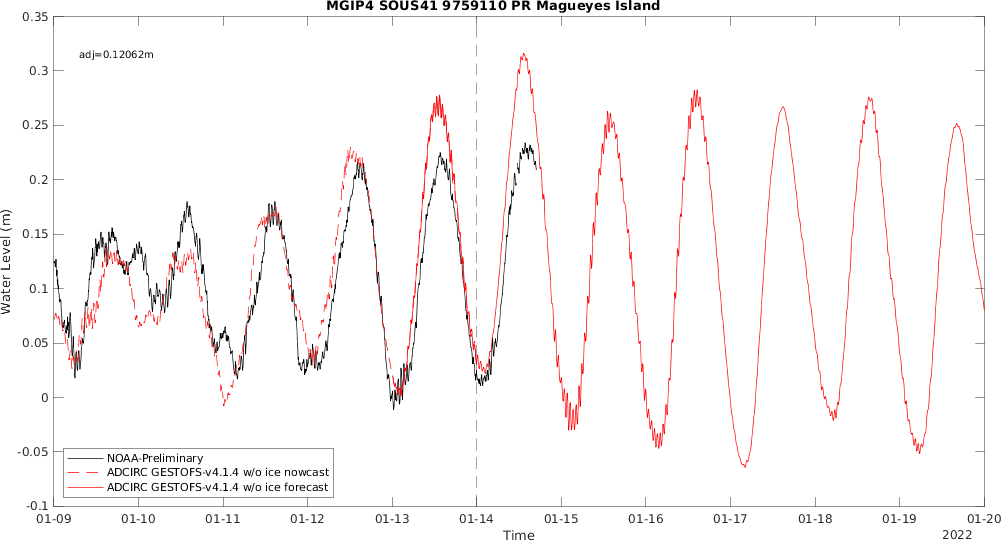 MGIP4 SOUS41 9759110 PR Magueyes Island
adj=0.12062m
0.35
0.3
0.25
0.2
0.15
0.1
0.05
0
-0.05
-0.1
Water Level (m)
NOAA-Preliminary
ADCIRC GESTOFS-v4.1.4 w/o ice nowcast
ADCIRC GESTOFS-v4.1.4 w/o ice forecast
01-09 01-10 01-11 01-12 01-13 01-14 01-15 01-16 01-17 01-18 01-19 01-20
Time
2022